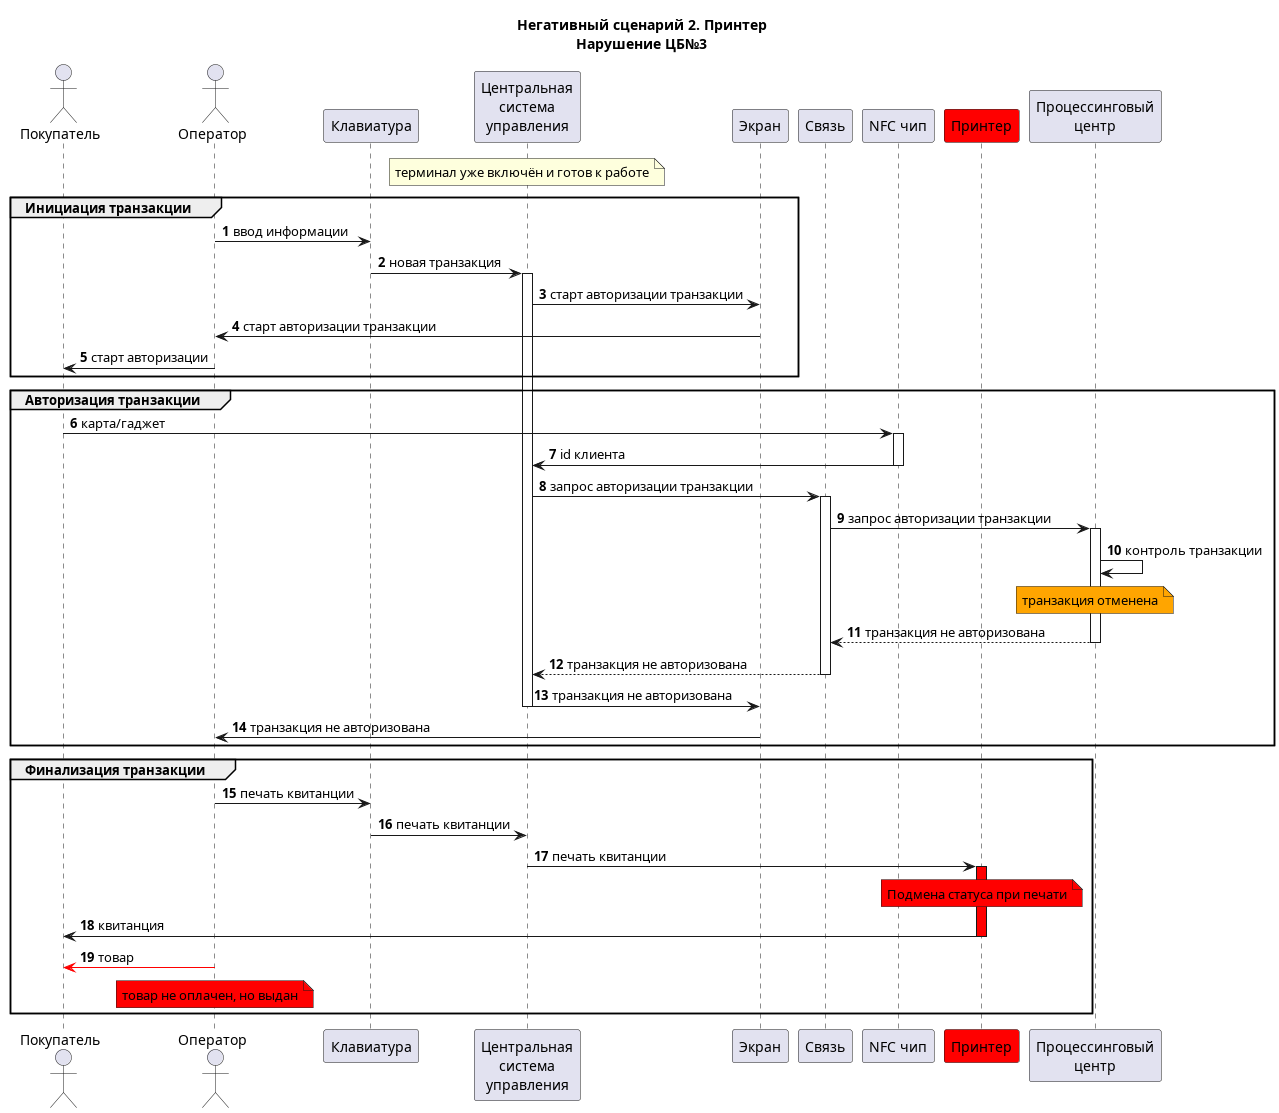 Негативный сценарий 2. Принтер
Нарушение ЦБ№3
Покупатель
Оператор
Клавиатура
Центральная
система
управления
Экран
Связь
NFC чип
Принтер
Процессинговый
центр
терминал уже включён и готов к работе
Инициация транзакции
1 ввод информации
2 новая транзакция
3 старт авторизации транзакции
4 старт авторизации транзакции
5 старт авторизации
Авторизация транзакции
6 карта/гаджет
7 id клиента
8 запрос авторизации транзакции
9 запрос авторизации транзакции
10 контроль транзакции
транзакция отменена
11 транзакция не авторизована
12 транзакция не авторизована
13 транзакция не авторизована
14 транзакция не авторизована
Финализация транзакции
15 печать квитанции
16 печать квитанции
17 печать квитанции
Подмена статуса при печати
18 квитанция
19 товар
товар не оплачен, но выдан
Покупатель
Оператор
Клавиатура
Центральная
система
управления
Экран
Связь
NFC чип
Принтер
Процессинговый
центр